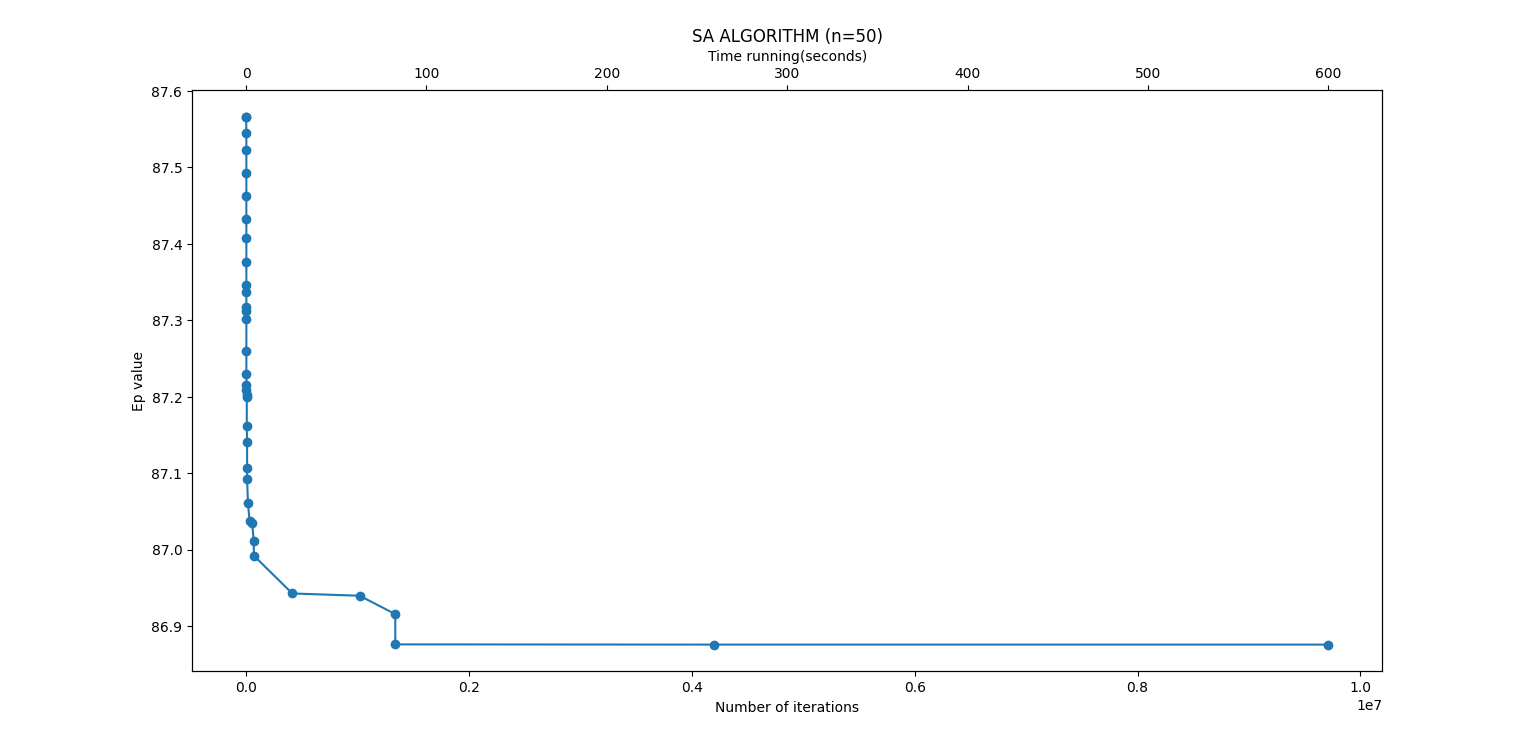 SA ALGORITHM (n=50)
Time running(seconds)
0 100 200 300 400 500 600
87.6
87.5
87.4
87.3
87.2
87.1
87.0
86.9
Ep value
0.0 0.2 0.4 0.6 0.8 1.0
1e7
Number of iterations